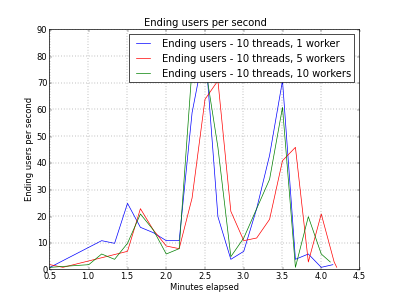 Ending users per second
90
80
70
60
50
40
30
20
10
0
Ending users per second
Ending users - 10 threads, 1 worker
Ending users - 10 threads, 5 workers
Ending users - 10 threads, 10 workers
0.5 1.0 1.5 2.0 2.5 3.0 3.5 4.0 4.5
Minutes elapsed